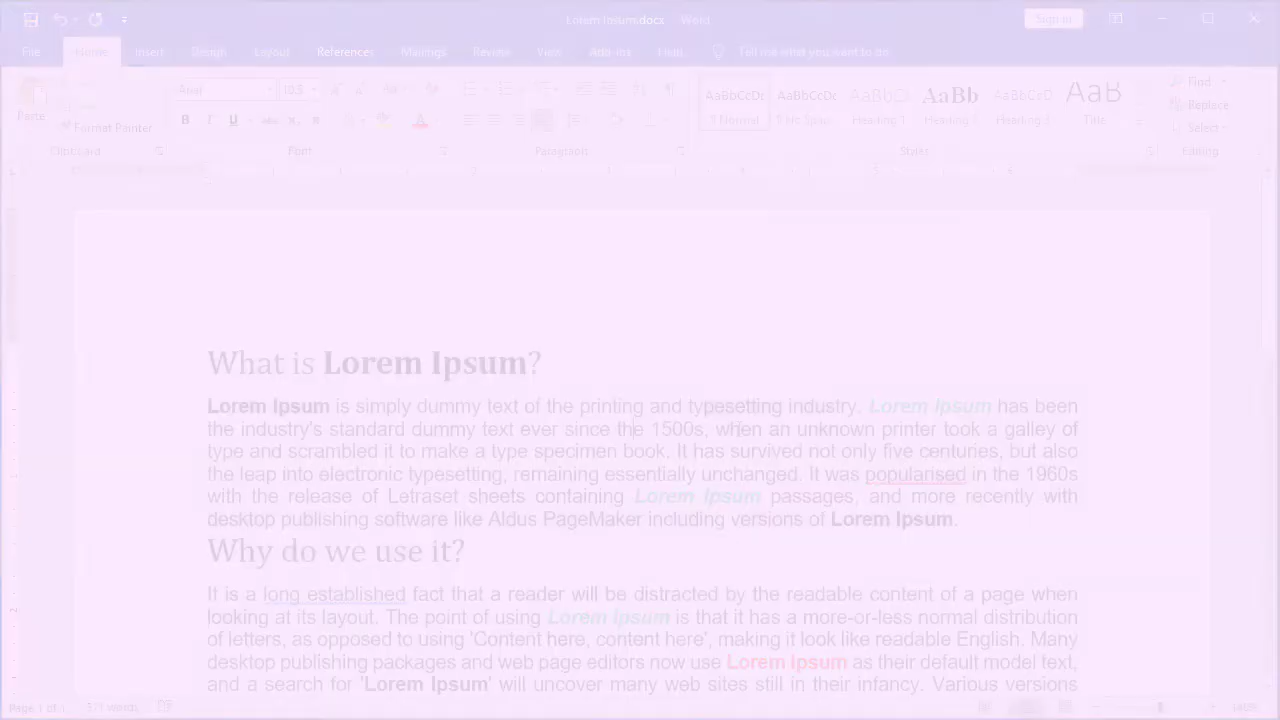 Lorem Ipsum.docx - Word
Sign in
File Home Insert Design Layout References Mailings Review View Add-ins Help Tell me what you want to do
Arial 10.5
Find
Paste
Replace
Format Painter
Select
AaBbCcDc AaBbCcDc AaBbCc AaBb AaBbCcD AaB
¶ Normal Heading 1 Heading 3 Title
Clipboard Font Paragraph Styles Editing
What is Lorem Ipsum?
Lorem Ipsum is simply dummy text of the printing and typesetting industry. Lorem Ipsum has been
the industry's standard dummy text ever since the 1500s, when an unknown printer took a galley of
type and scrambled it to make a type specimen book. It has survived not only five centuries, but also
the leap into electronic typesetting, remaining essentially unchanged. It was popularised in the 1960s
with the release of Letraset sheets containing Lorem Ipsum passages, and more recently with
desktop publishing software like Aldus PageMaker including versions of Lorem Ipsum.
Why do we use it?
It is a long established fact that a reader will be distracted by the readable content of a page when
looking at its layout. The point of using Lorem Ipsum is that it has a more-or-less normal distribution
of letters, as opposed to using 'Content here, content here', making it look like readable English. Many
desktop publishing packages and web page editors now use Lorem Ipsum as their default model text,
and a search for 'Lorem Ipsum' will uncover many web sites still in their infancy. Various versions
Page 1 of 1 words